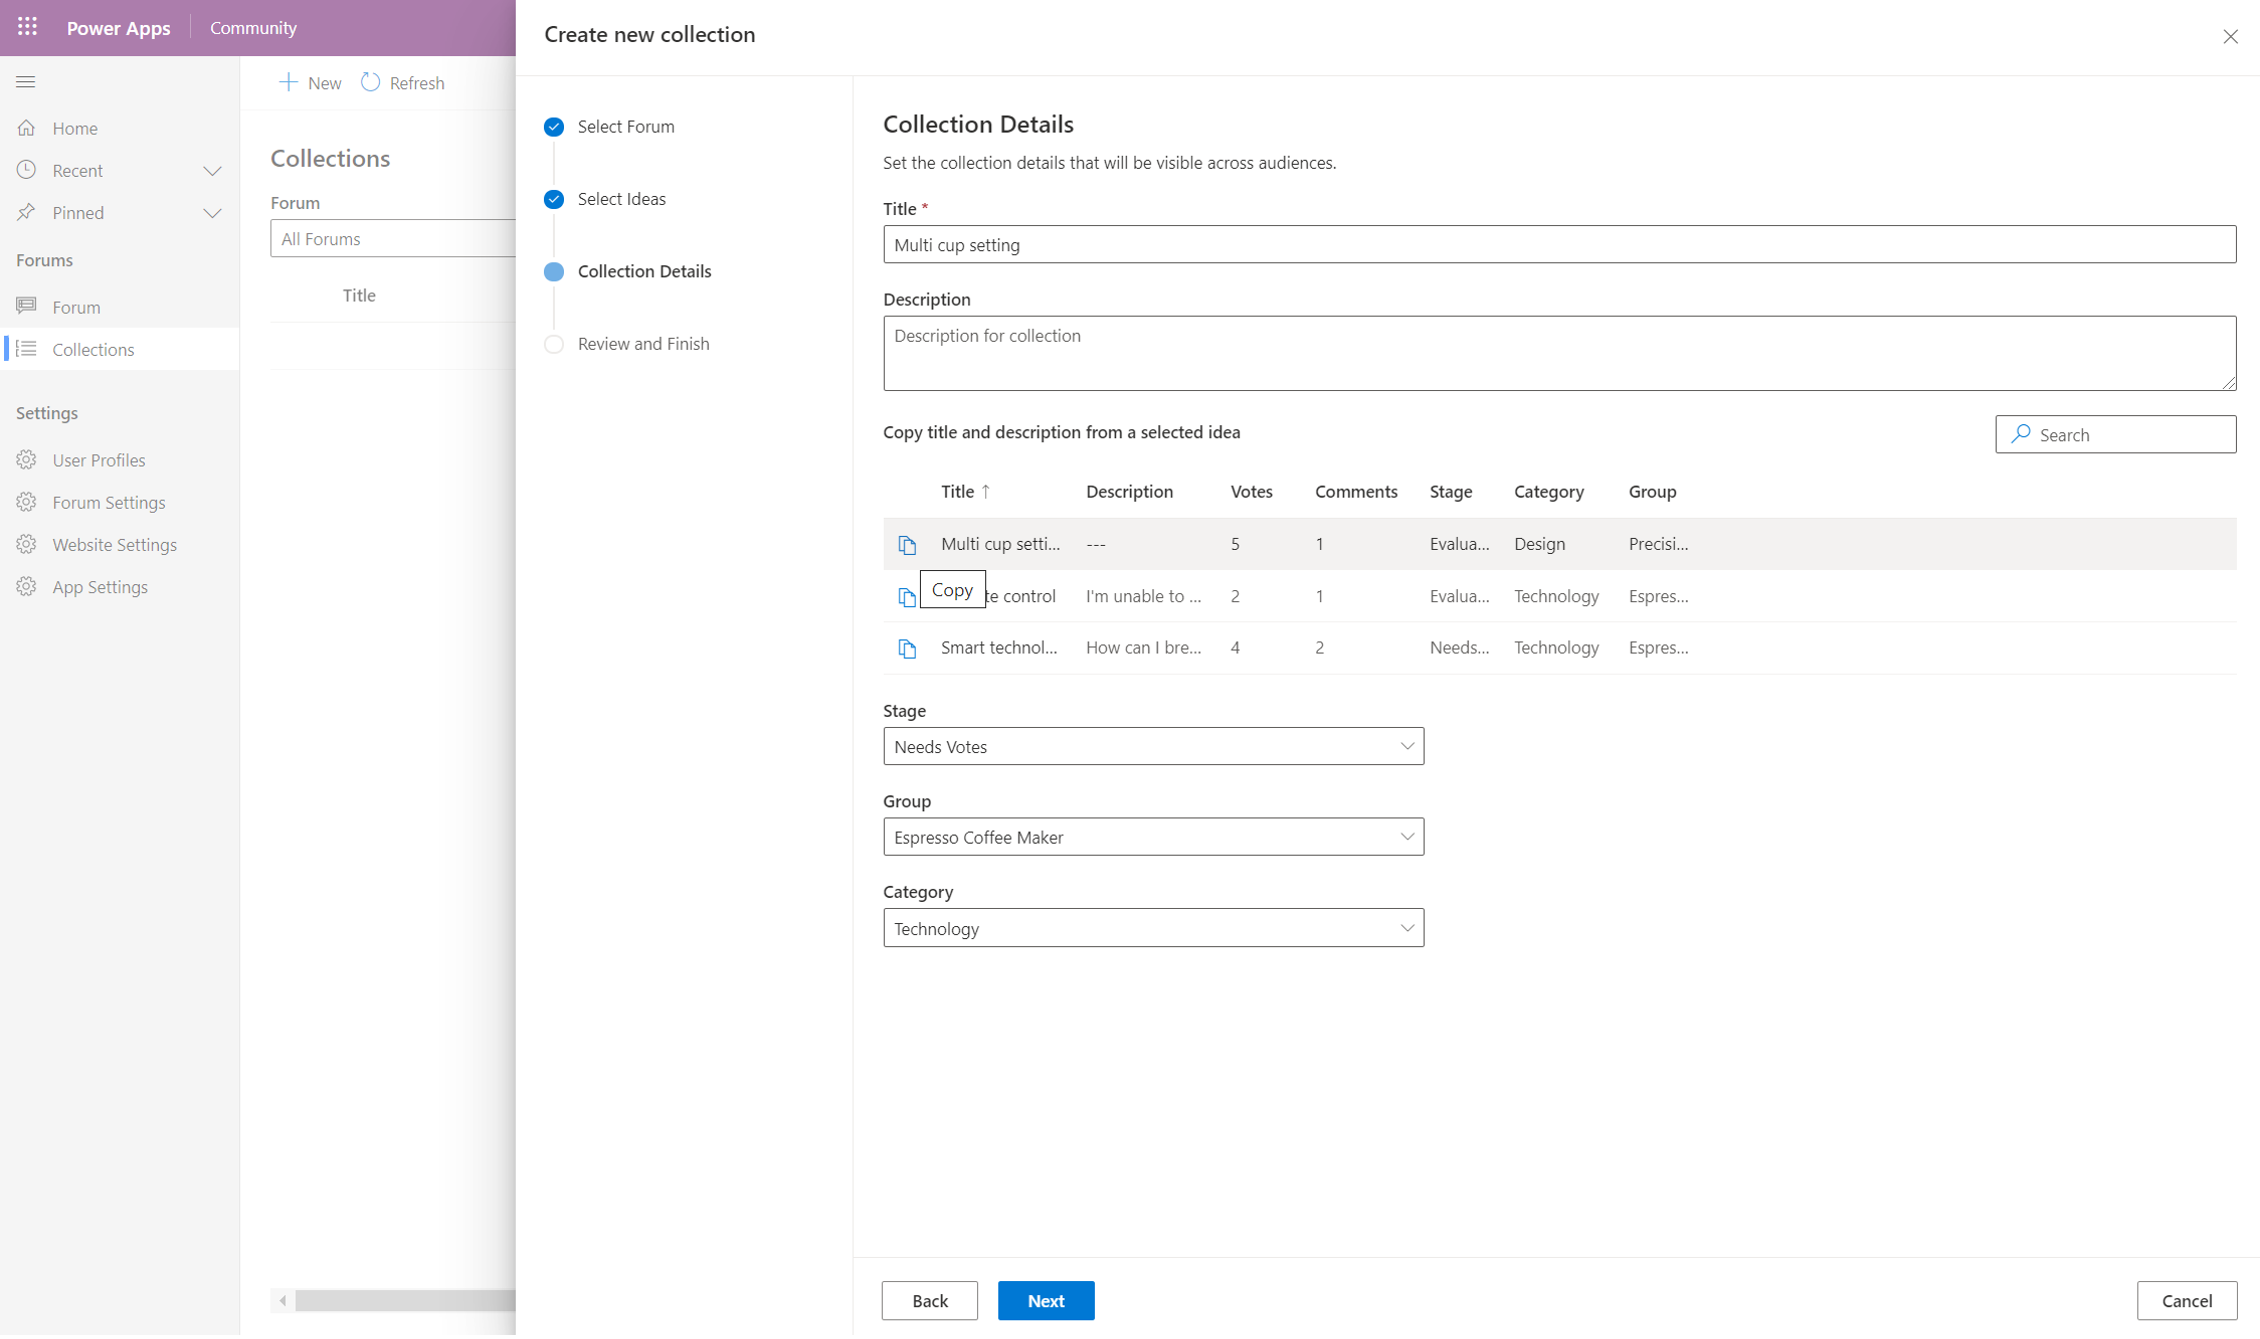 Power Apps
Community
New
Refresh
Home
Recent
Pinned
Forums
Forum
Collections
Settings
User Profiles
Forum Settings
Website Settings
App Settings
Collections
Forum
All Forums
Title
Create new collection
Select Forum
Select Ideas
Collection Details
Review and Finish
Collection Details
Set the collection details that will be visible across audiences.
Title *
Multi cup setting
Description
Description for collection
Copy title and description from a selected idea
Search
Title ↑ Description Votes Comments Stage Category Group
Multi cup setti... --- 5 1 Evalua... Design Precisi...
Copy
te control I'm unable to ... 2 1 Evalua... Technology Espres...
Smart technol... How can I bre... 4 2 Needs... Technology Espres...
Stage
Needs Votes
Group
Espresso Coffee Maker
Category
Technology
Back
Next
Cancel